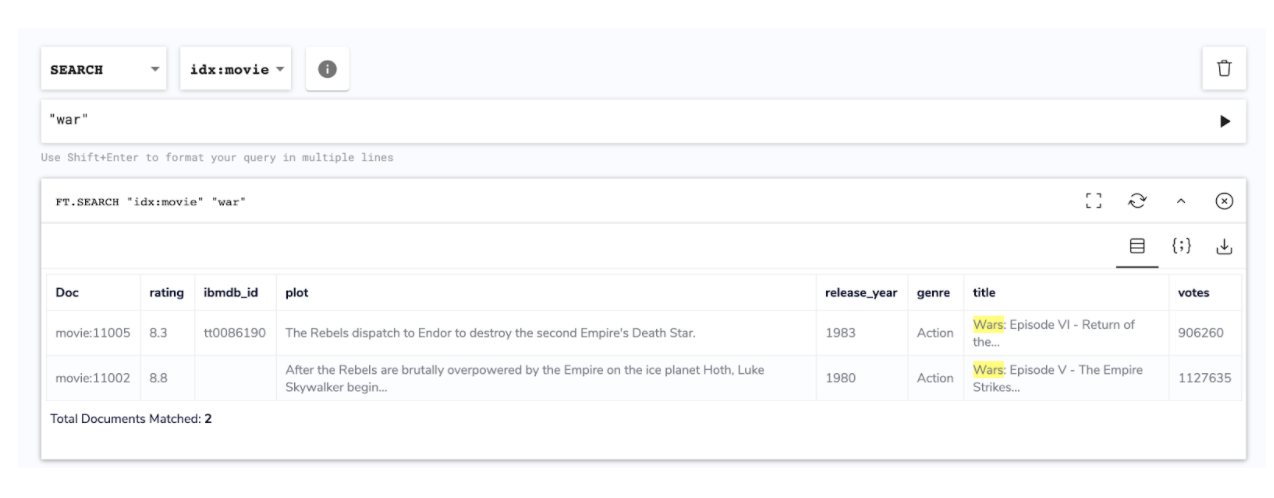 SEARCH idx:movie
"war"
Use Shift+Enter to format your query in multiple lines
FT.SEARCH "idx:movie" "war"
{;}
Doc rating ibmdb_id plot release_year genre title votes
movie:11005 8.3 tt0086190 The Rebels dispatch to Endor to destroy the second Empire's Death Star. 1983 Action Wars: Episode VI - Return of the... 906260
movie:11002 8.8 After the Rebels are brutally overpowered by the Empire on the ice planet Hoth, Luke Skywalker begin... 1980 Action Wars: Episode V - The Empire Strikes... 1127635
Total Documents Matched: 2